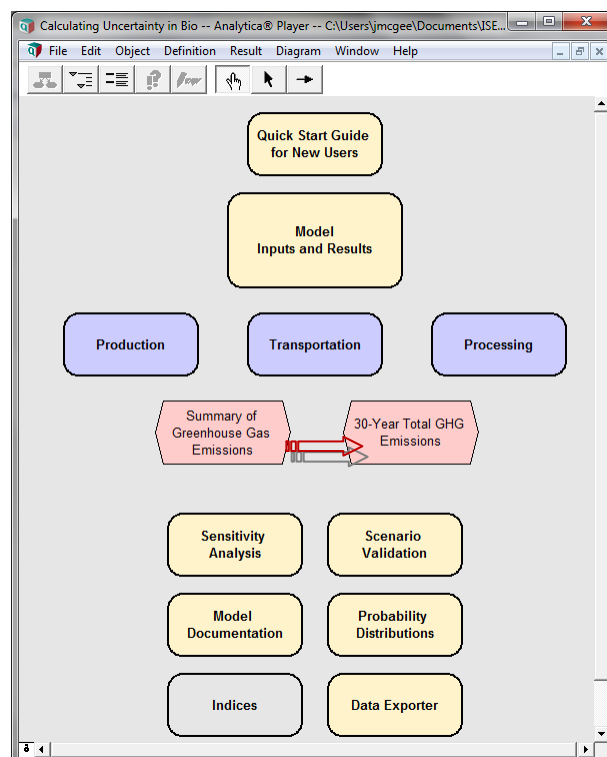 Calculating Uncertainty in Bio -- Analytica® Player -- C:\Users\jmcgee\Documents\ISE...
File Edit Object Definition Result Diagram Window Help
Quick Start Guide
for New Users
Model
Inputs and Results
Production
Transportation
Processing
Summary of
Greenhouse Gas
Emissions
30-Year Total GHG
Emissions
Sensitivity
Analysis
Scenario
Validation
Model
Documentation
Probability
Distributions
Indices
Data Exporter